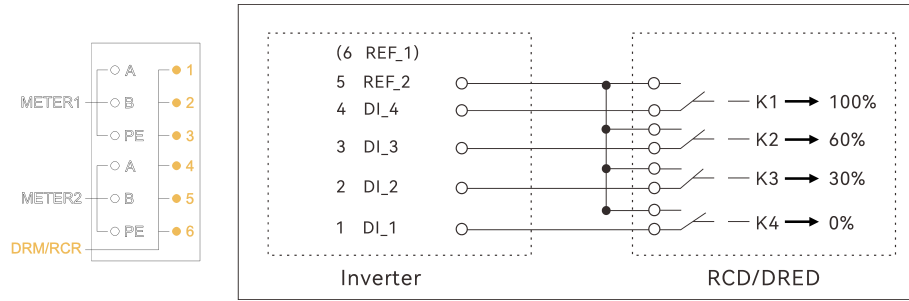 A 1
METER1 B 2
PE 3
A 4
METER2 B 5
PE 6
DRM/RCR
(6 REF_1)
5 REF_2
4 DI_4
K1 100%
3 DI_3
K2 60%
2 DI_2
K3 30%
1 DI_1
K4 0%
Inverter
RCD/DRED